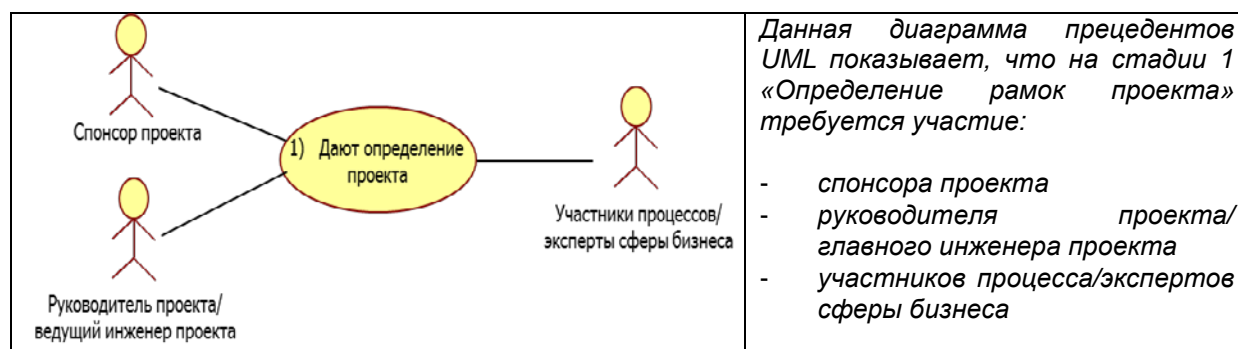 Спонсор проекта
1) Дают определение
проекта
Руководитель проекта/
ведущий инженер проекта
Участники процессов/
эксперты сферы бизнеса
Данная диаграмма прецедентов
UML показывает, что на стадии 1
«Определение рамок проекта»
требуется участие:
- спонсора проекта
- руководителя проекта/
главного инженера проекта
- участников процесса/экспертов
сферы бизнеса